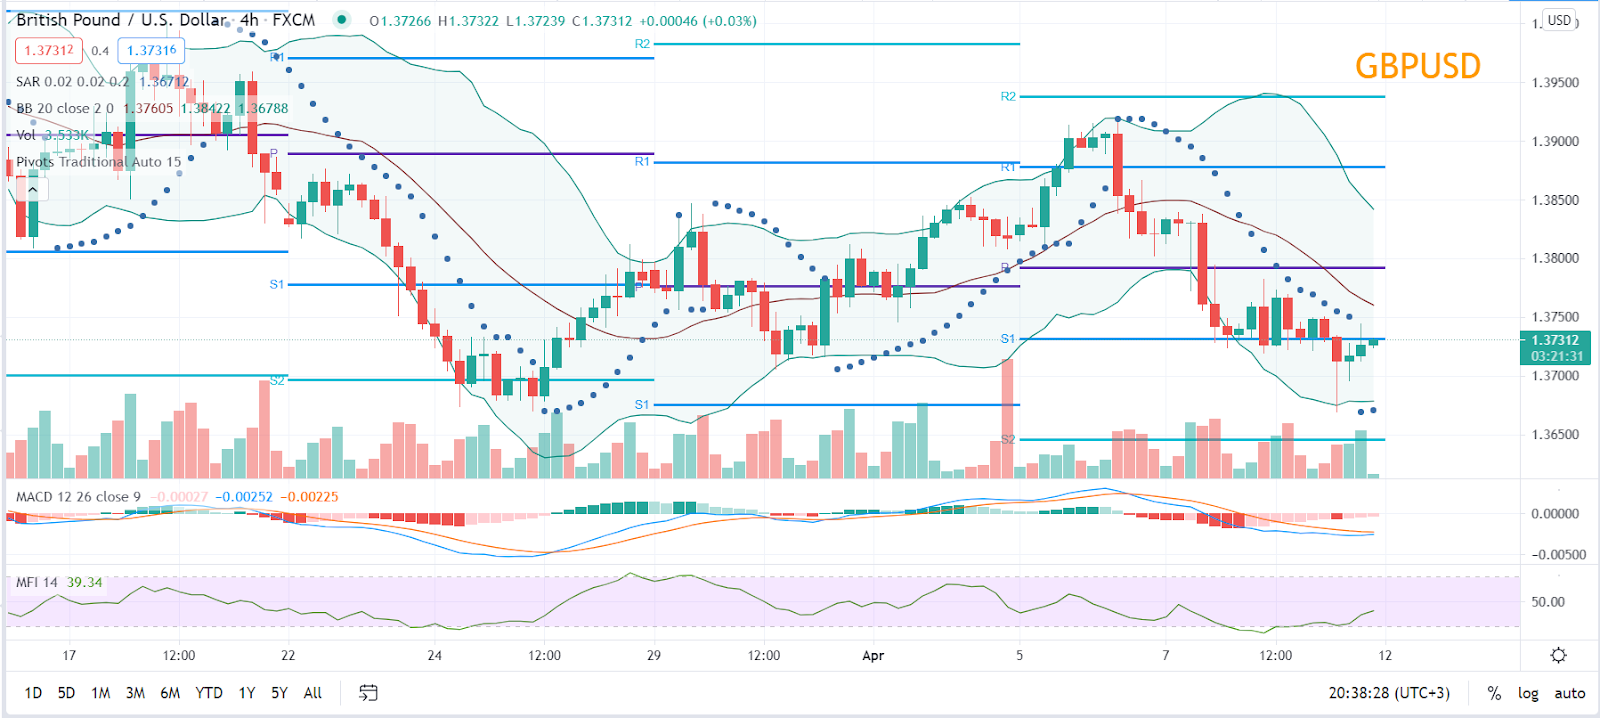 British Pound / U.S. Dollar · 4h · FXCM O1.37266 H1.37322 L1.37239 C1.37312 +0.00046 (+0.03%)
USD
1.37312 0.4 1.37316
GBPUSD
SAR 0.02 0.02 0.2 1.36712
BB 20 close 2 0 1.37605 1.38422 1.36788
Vol 3.533K
Pivots Traditional Auto 15
R1
P
S1
S2
R2
R1
P
S1
R2
R1
P
S1
S2
1.39500
1.39000
1.38500
1.38000
1.37500
1.37312
03:21:31
1.37000
1.36500
MACD 12 26 close 9 −0.00027 −0.00252 −0.00225
0.00000
−0.00500
MFI 14 39.34
50.00
17 12:00 22 24 12:00 29 12:00 Apr 5 7 12:00 12
1D 5D 1M 3M 6M YTD 1Y 5Y All
20:38:28 (UTC+3) % log auto